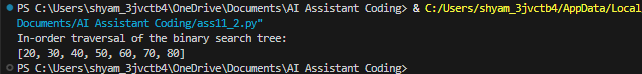 PS C:\Users\shyam_3jvctb4\OneDrive\Documents\AI Assistant Coding> & C:/Users/shyam_3jvctb4/AppData/Local
Documents/AI Assistant Coding/ass11_2.py"
In-order traversal of the binary search tree:
[20, 30, 40, 50, 60, 70, 80]
PS C:\Users\shyam_3jvctb4\OneDrive\Documents\AI Assistant Coding>